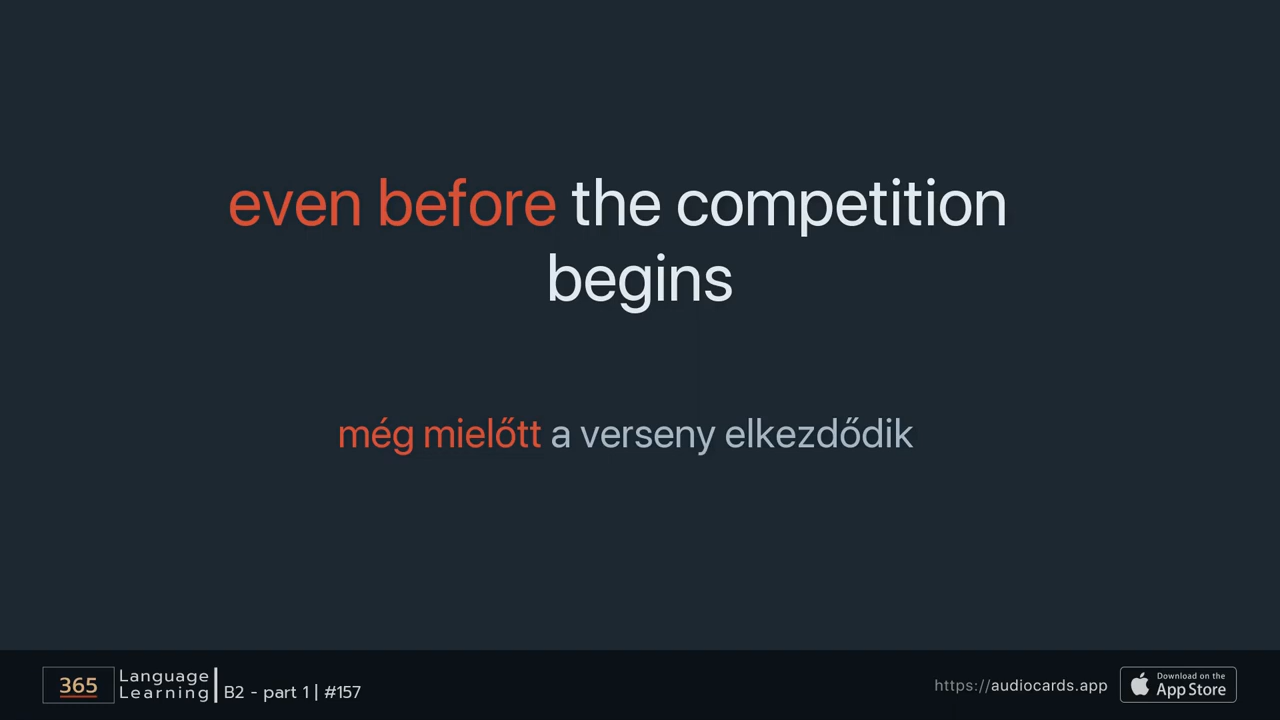 even before the competition
begins
még mielőtt a verseny elkezdődik
365
Language
Learning
B2 - part 1 | #157
https://audiocards.app
Download on the
App Store